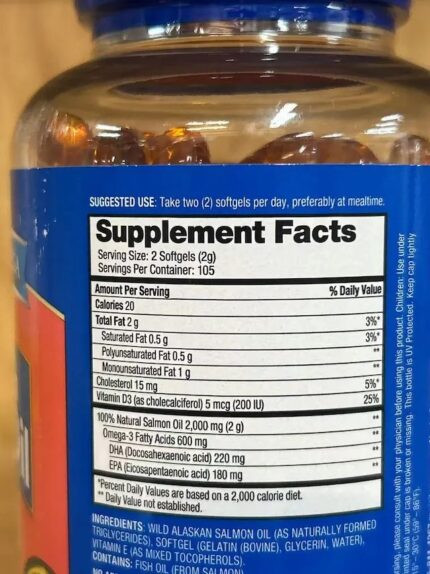 SUGGESTED USE: Take two (2) softgels per day, preferably at mealtime.
Supplement Facts
Serving Size: 2 Softgels (2g)
Servings Per Container: 105
Amount Per Serving % Daily Value
Calories 20
Total Fat 2 g 3%*
Saturated Fat 0.5 g 3%*
Polyunsaturated Fat 0.5 g **
Monounsaturated Fat 1 g **
Cholesterol 15 mg 5%*
Vitamin D3 (as cholecalciferol) 5 mcg (200 IU) 25%
100% Natural Salmon Oil 2,000 mg (2 g) **
Omega-3 Fatty Acids 600 mg **
DHA (Docosahexaenoic acid) 220 mg **
EPA (Eicosapentaenoic acid) 180 mg **
*Percent Daily Values are based on a 2,000 calorie diet.
** Daily Value not established.
INGREDIENTS: WILD ALASKAN SALMON OIL (AS NATURALLY FORMED
TRIGLYCERIDES), SOFTGEL (GELATIN (BOVINE), GLYCERIN, WATER),
VITAMIN E (AS MIXED TOCOPHEROLS).
CONTAINS: FISH OIL (FROM SALMON)
please consult with your physician before using this product. Children: Use under
seal under cap is broken or missing. This bottle is UV Protected. Keep cap tightly
15° - 30°C (59° - 86°F).